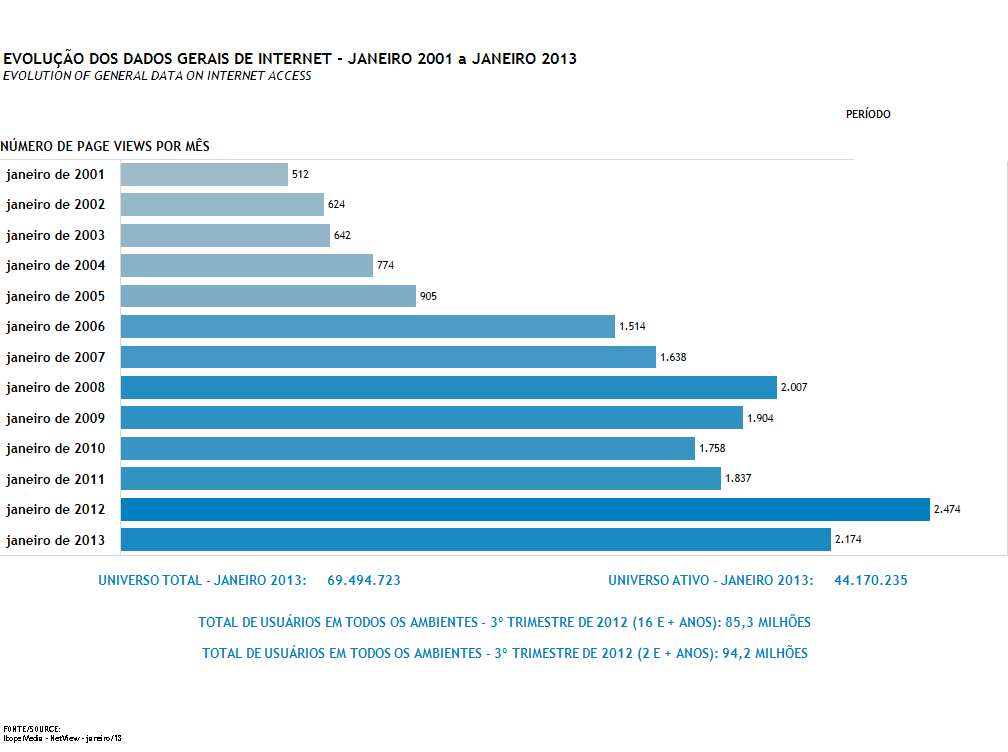 EVOLUÇÃO DOS DADOS GERAIS DE INTERNET - JANEIRO 2001 a JANEIRO 2013
EVOLUTION OF GENERAL DATA ON INTERNET ACCESS
PERÍODO
NÚMERO DE PAGE VIEWS POR MÊS
janeiro de 2001 512
janeiro de 2002 624
janeiro de 2003 642
janeiro de 2004 774
janeiro de 2005 905
janeiro de 2006 1.514
janeiro de 2007 1.638
janeiro de 2008 2.007
janeiro de 2009 1.904
janeiro de 2010 1.758
janeiro de 2011 1.837
janeiro de 2012 2.474
janeiro de 2013 2.174
UNIVERSO TOTAL - JANEIRO 2013: 69.494.723 UNIVERSO ATIVO - JANEIRO 2013: 44.170.235
TOTAL DE USUÁRIOS EM TODOS OS AMBIENTES - 3º TRIMESTRE DE 2012 (16 E + ANOS): 85,3 MILHÕES
TOTAL DE USUÁRIOS EM TODOS OS AMBIENTES - 3º TRIMESTRE DE 2012 (2 E + ANOS): 94,2 MILHÕES
FONTE/SOURCE:
IbopeMedia - NetView - janeiro/13